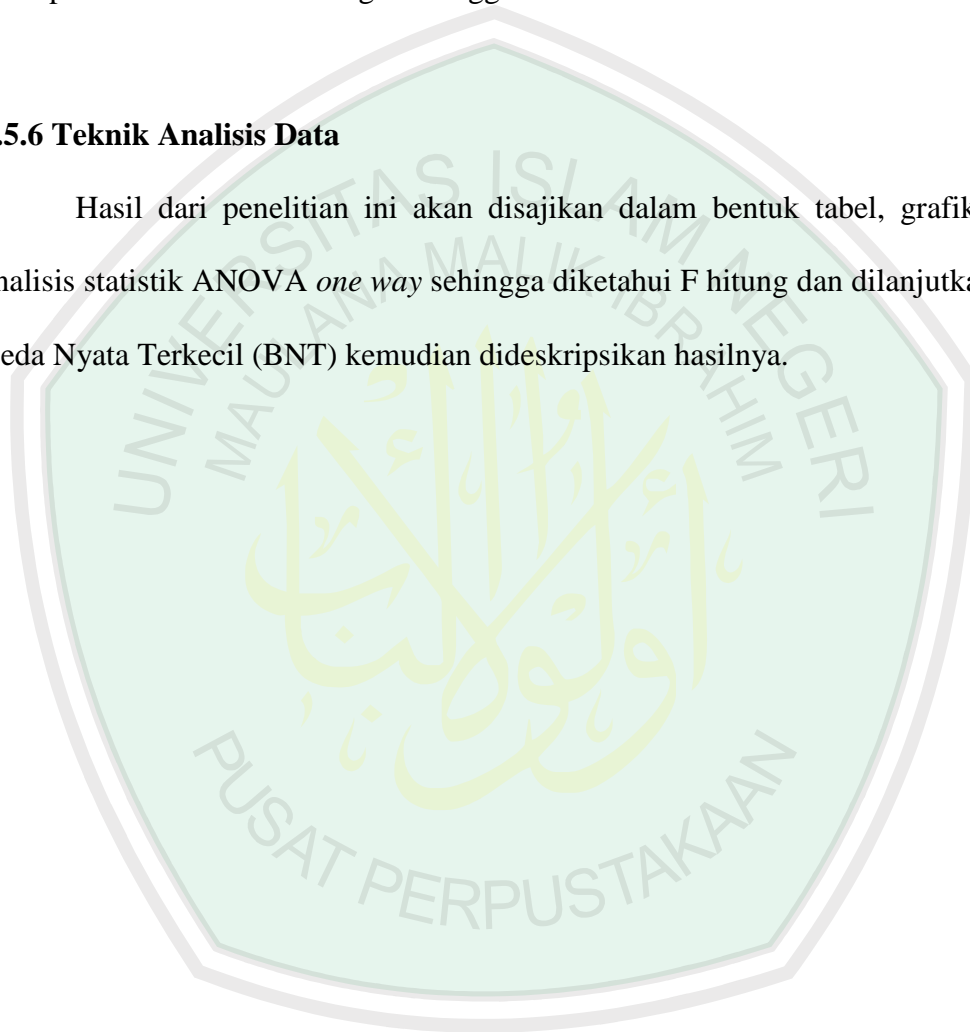 .5.6 Teknik Analisis Data
Hasil dari penelitian ini akan disajikan dalam bentuk tabel, grafik
nalisis statistik ANOVA one way sehingga diketahui F hitung dan dilanjutka
eda Nyata Terkecil (BNT) kemudian dideskripsikan hasilnya.
UNIVERSITAS ISLAM NEGERI
MAULANA MALIK IBRAHIM
أولوا الألباب
PUSAT PERPUSTAKAAN